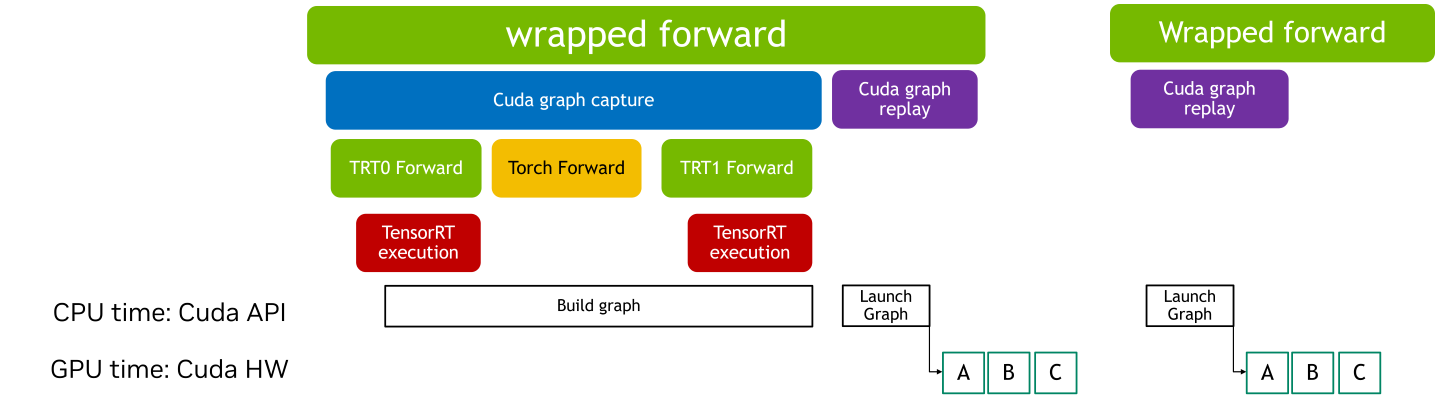 wrapped forward
Wrapped forward
Cuda graph capture
Cuda graph
replay
Cuda graph
replay
TRT0 Forward
Torch Forward
TRT1 Forward
TensorRT
execution
TensorRT
execution
CPU time: Cuda API
Build graph
Launch
Graph
Launch
Graph
GPU time: Cuda HW
A
B
C
A
B
C